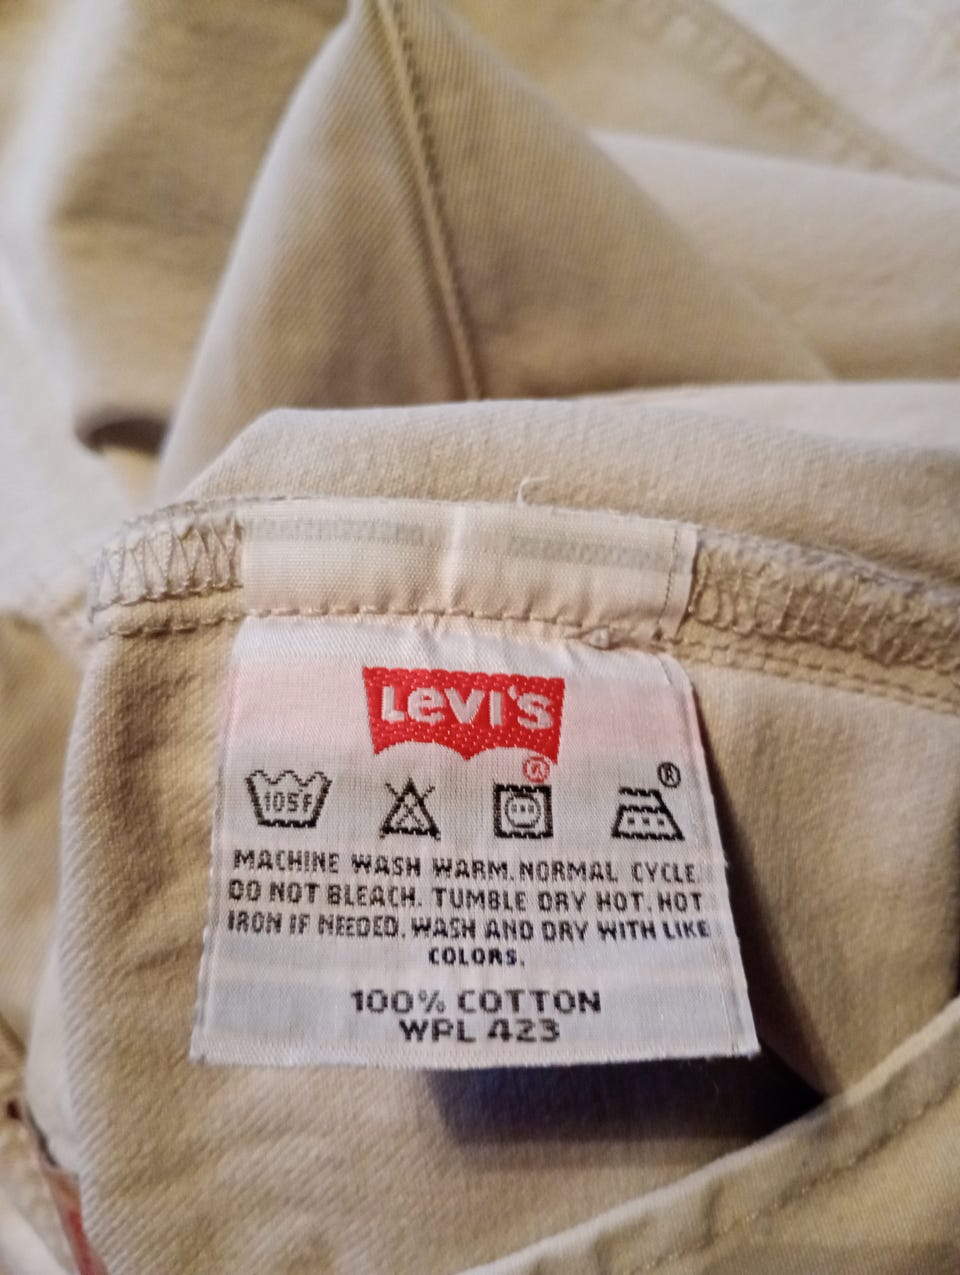 LEVI'S
®
®
105°F
MACHINE WASH WARM. NORMAL CYCLE.
DO NOT BLEACH. TUMBLE DRY HOT. HOT
IRON IF NEEDED. WASH AND DRY WITH LIKE
COLORS.
100% COTTON
WPL 423